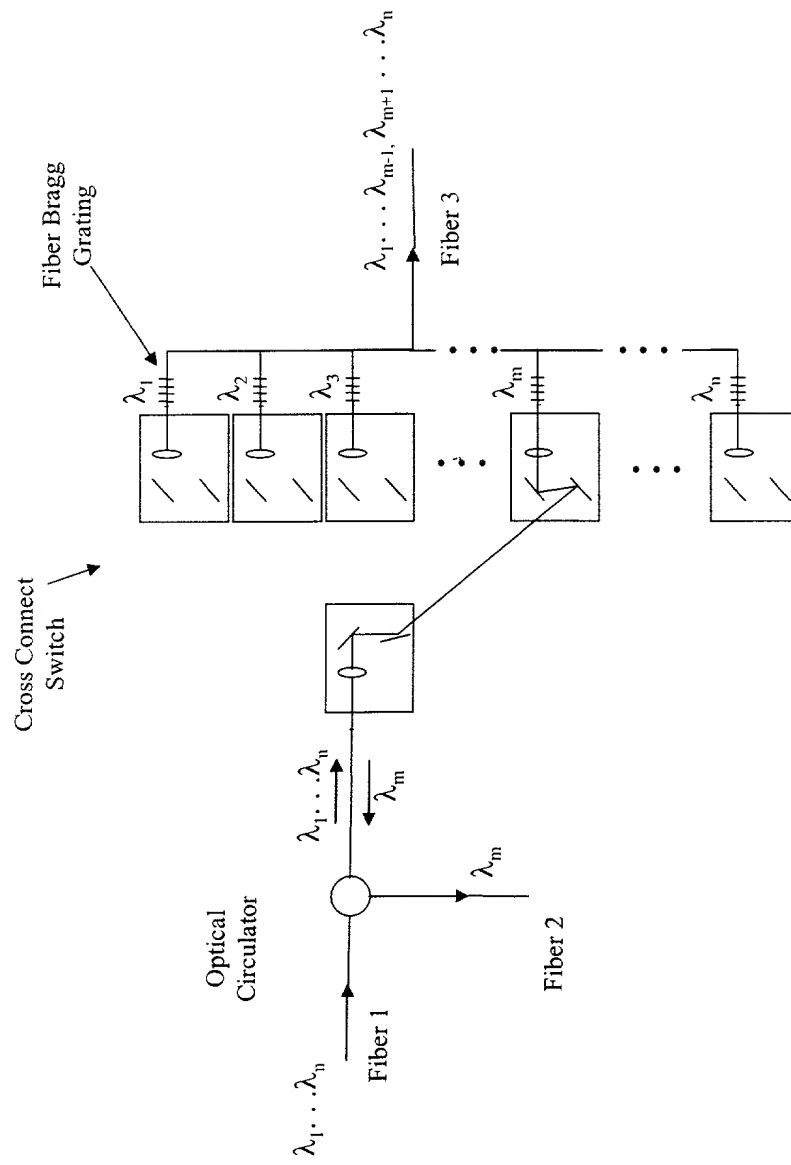 Cross Connect
Switch
Fiber Bragg
Grating
λ₁
λ₂
λ₃
λₘ
λₙ
λ₁. . .λₘ₋₁, λₘ₊₁. . .λₙ
Fiber 3
Optical
Circulator
λ₁. . .λₙ
λₘ
λ₁. . .λₙ
Fiber 1
λₘ
Fiber 2